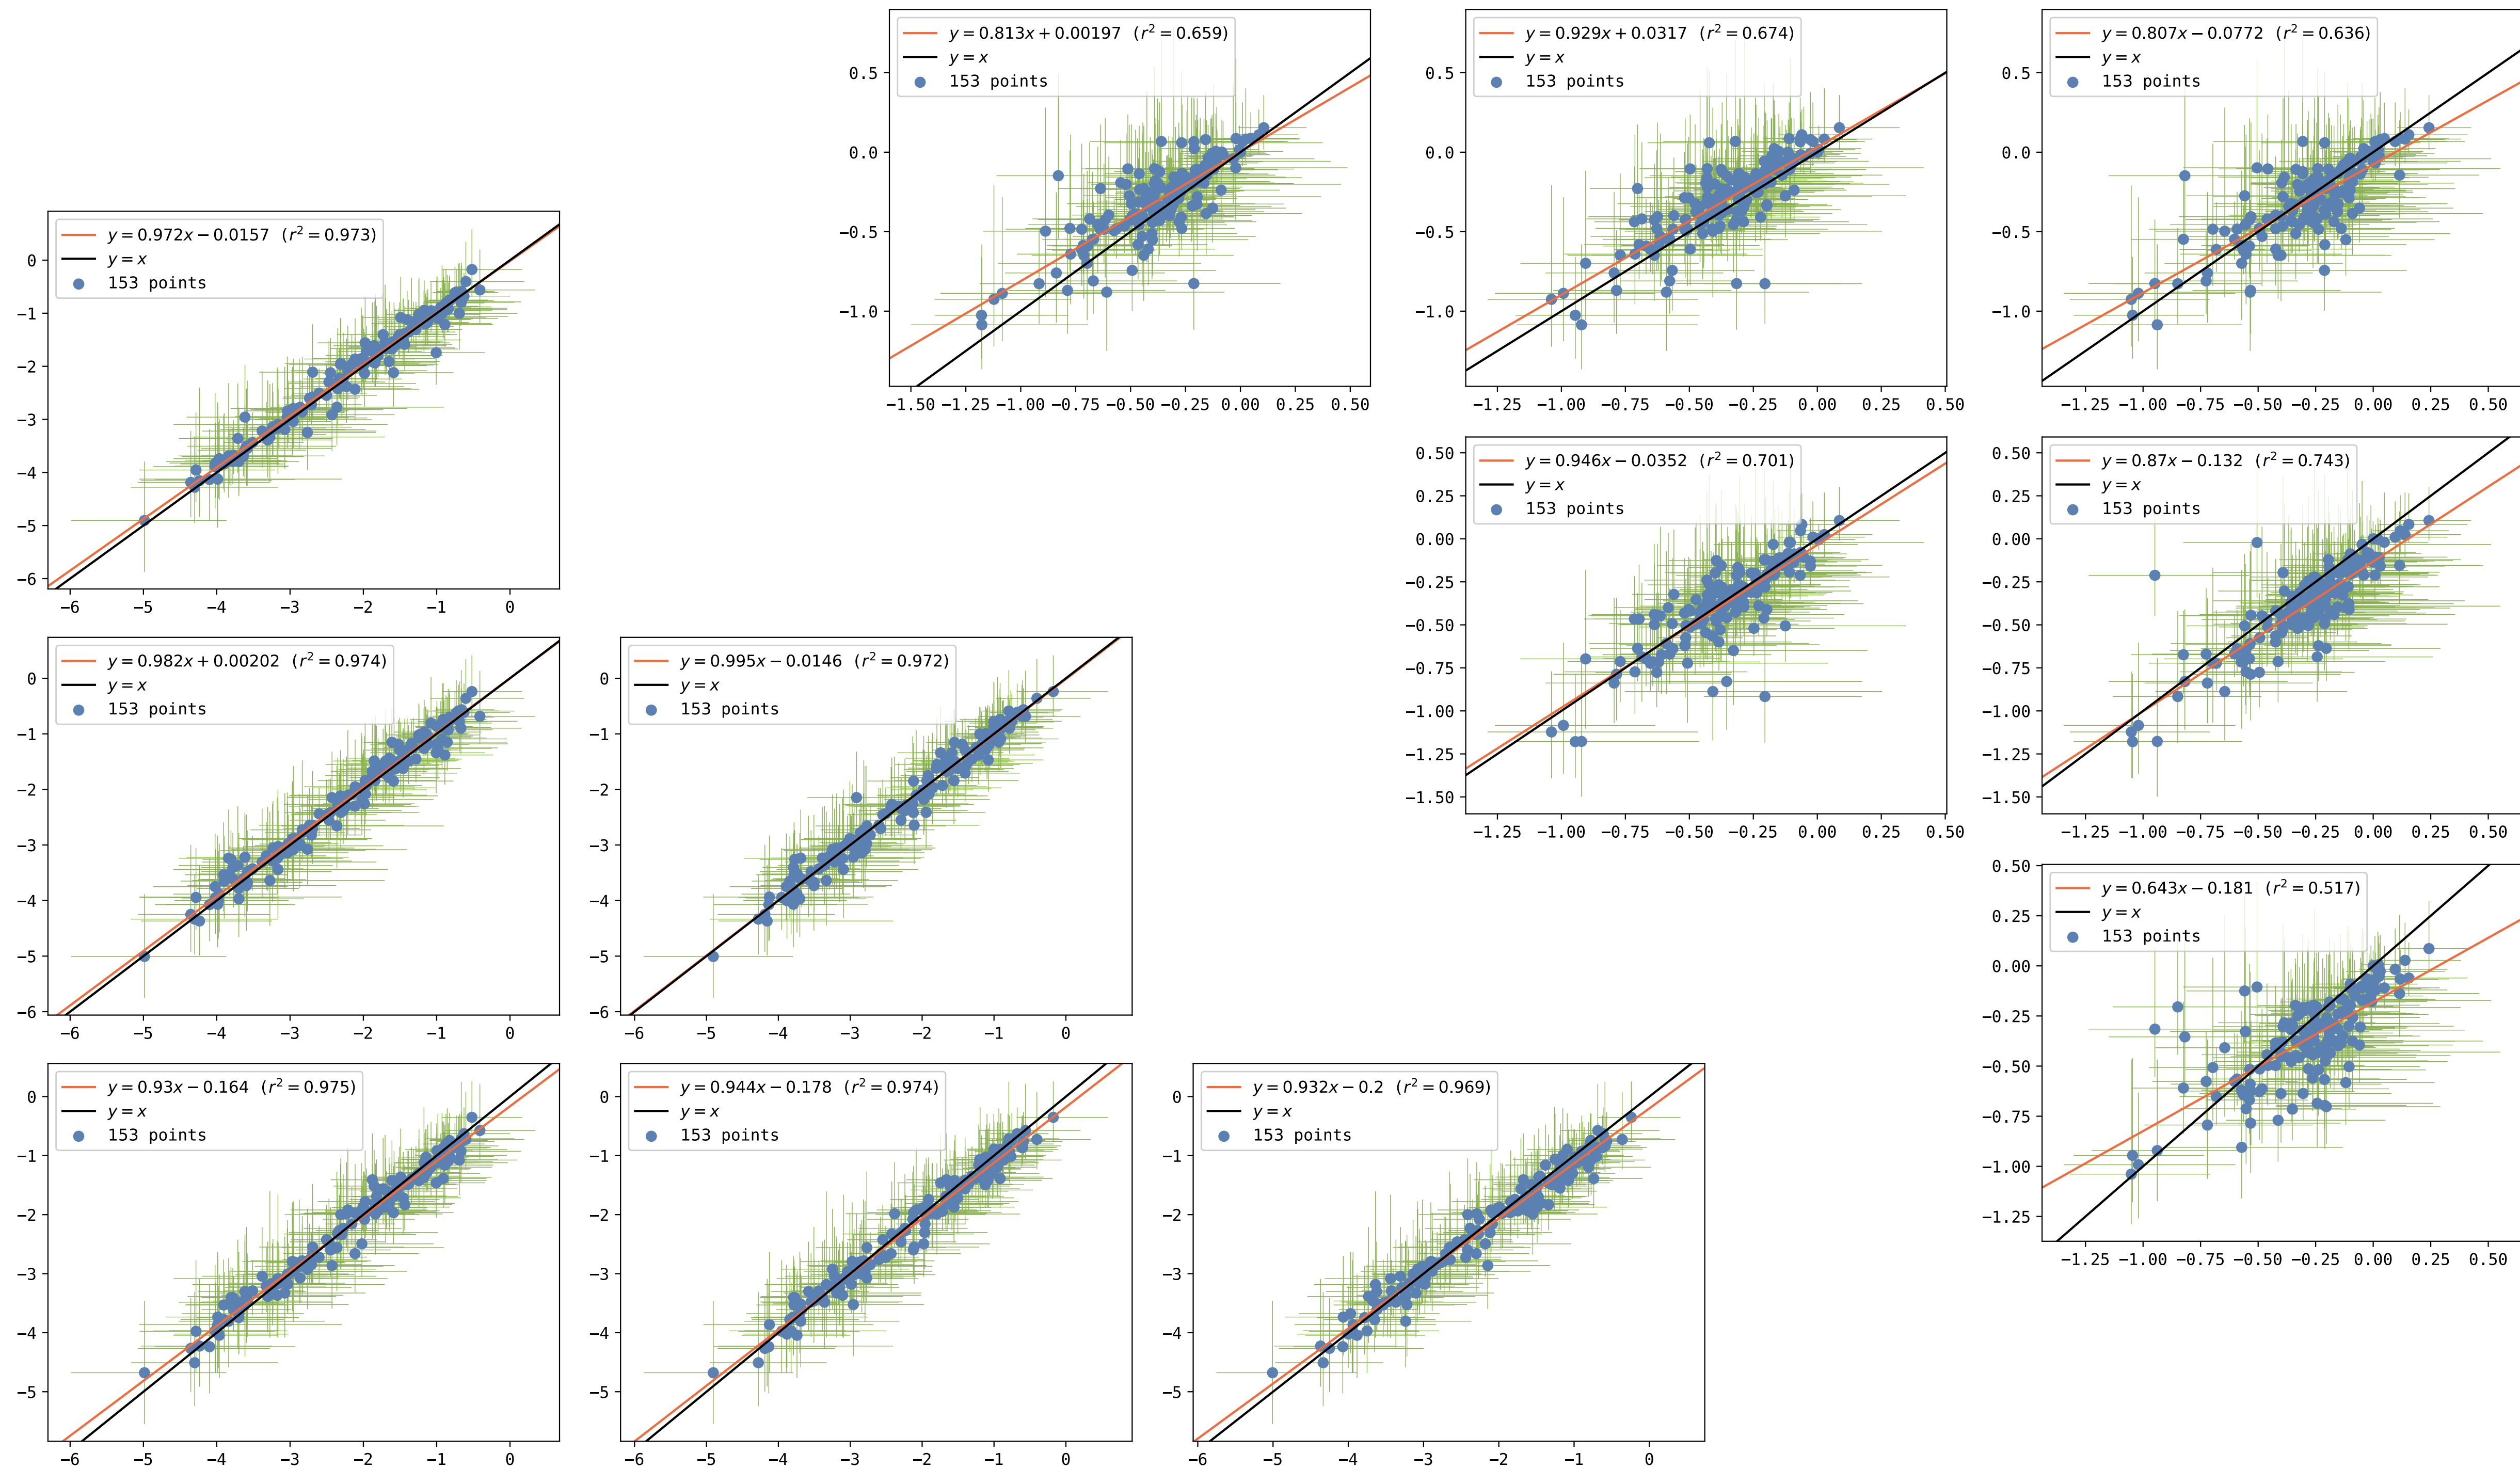 y = 0.813x + 0.00197 (r² = 0.659)
y = x
153 points
0.5
0.0
−0.5
−1.0
−1.50 −1.25 −1.00 −0.75 −0.50 −0.25 0.00 0.25 0.50
y = 0.929x + 0.0317 (r² = 0.674)
y = x
153 points
0.5
0.0
−0.5
−1.0
−1.25 −1.00 −0.75 −0.50 −0.25 0.00 0.25 0.50
y = 0.807x − 0.0772 (r² = 0.636)
y = x
153 points
0.5
0.0
−0.5
−1.0
−1.25 −1.00 −0.75 −0.50 −0.25 0.00 0.25 0.50
y = 0.972x − 0.0157 (r² = 0.973)
y = x
153 points
0
−1
−2
−3
−4
−5
−6
−6 −5 −4 −3 −2 −1 0
y = 0.946x − 0.0352 (r² = 0.701)
y = x
153 points
0.50
0.25
0.00
−0.25
−0.50
−0.75
−1.00
−1.25
−1.50
−1.25 −1.00 −0.75 −0.50 −0.25 0.00 0.25 0.50
y = 0.87x − 0.132 (r² = 0.743)
y = x
153 points
0.50
0.25
0.00
−0.25
−0.50
−0.75
−1.00
−1.25
−1.50
−1.25 −1.00 −0.75 −0.50 −0.25 0.00 0.25 0.50
y = 0.982x + 0.00202 (r² = 0.974)
y = x
153 points
0
−1
−2
−3
−4
−5
−6
−6 −5 −4 −3 −2 −1 0
y = 0.995x − 0.0146 (r² = 0.972)
y = x
153 points
0
−1
−2
−3
−4
−5
−6
−6 −5 −4 −3 −2 −1 0
y = 0.643x − 0.181 (r² = 0.517)
y = x
153 points
0.50
0.25
0.00
−0.25
−0.50
−0.75
−1.00
−1.25
−1.25 −1.00 −0.75 −0.50 −0.25 0.00 0.25 0.50
y = 0.93x − 0.164 (r² = 0.975)
y = x
153 points
0
−1
−2
−3
−4
−5
−6 −5 −4 −3 −2 −1 0
y = 0.944x − 0.178 (r² = 0.974)
y = x
153 points
0
−1
−2
−3
−4
−5
−6 −5 −4 −3 −2 −1 0
y = 0.932x − 0.2 (r² = 0.969)
y = x
153 points
0
−1
−2
−3
−4
−5
−6 −5 −4 −3 −2 −1 0